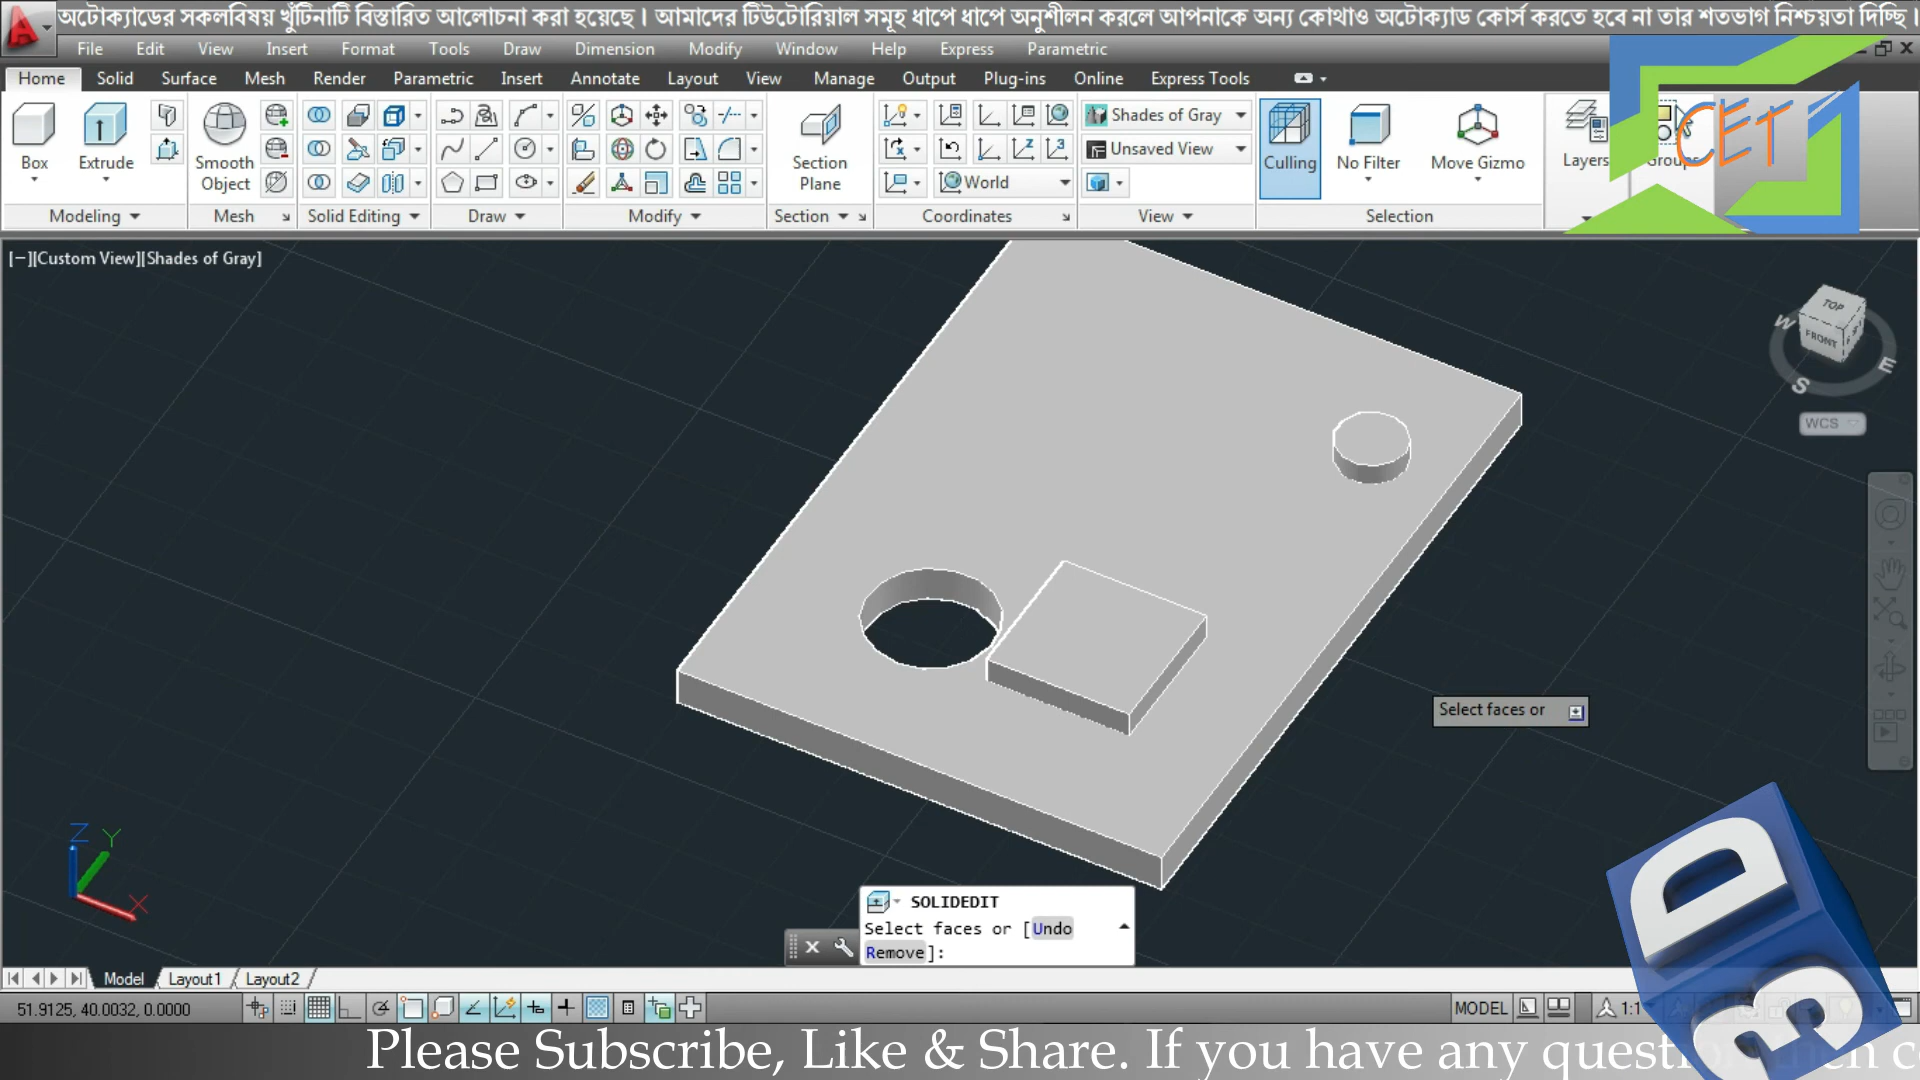 অটোক্যাডের সকলবিষয় খুঁটিনাটি বিস্তারিত আলোচনা করা হয়েছে। আমাদের টিউটোরিয়াল সমূহ ধাপে ধাপে অনুশীলন করলে আপনাকে অন্য কোথাও অটোক্যাড কোর্স করতে হবে না তার শতভাগ নিশ্চয়তা দিচ্ছি।
File Edit View Insert Format Tools Draw Dimension Modify Window Help Express Parametric
Home Solid Surface Mesh Render Parametric Insert Annotate Layout View Manage Output Plug-ins Online Express Tools
CET
Shades of Gray
Unsaved View
World
Box Extrude Smooth Object Section Plane Culling No Filter Move Gizmo Layers Groups
Modeling Mesh Solid Editing Draw Modify Section Coordinates View Selection
[−][Custom View][Shades of Gray]
TOP
FRONT
W
S
E
WCS
Select faces or
Z Y
X
SOLIDEDIT
Select faces or [Undo
Remove]:
3D
Model Layout1 Layout2
51.9125, 40.0032, 0.0000
MODEL 1:1
Please Subscribe, Like & Share. If you have any